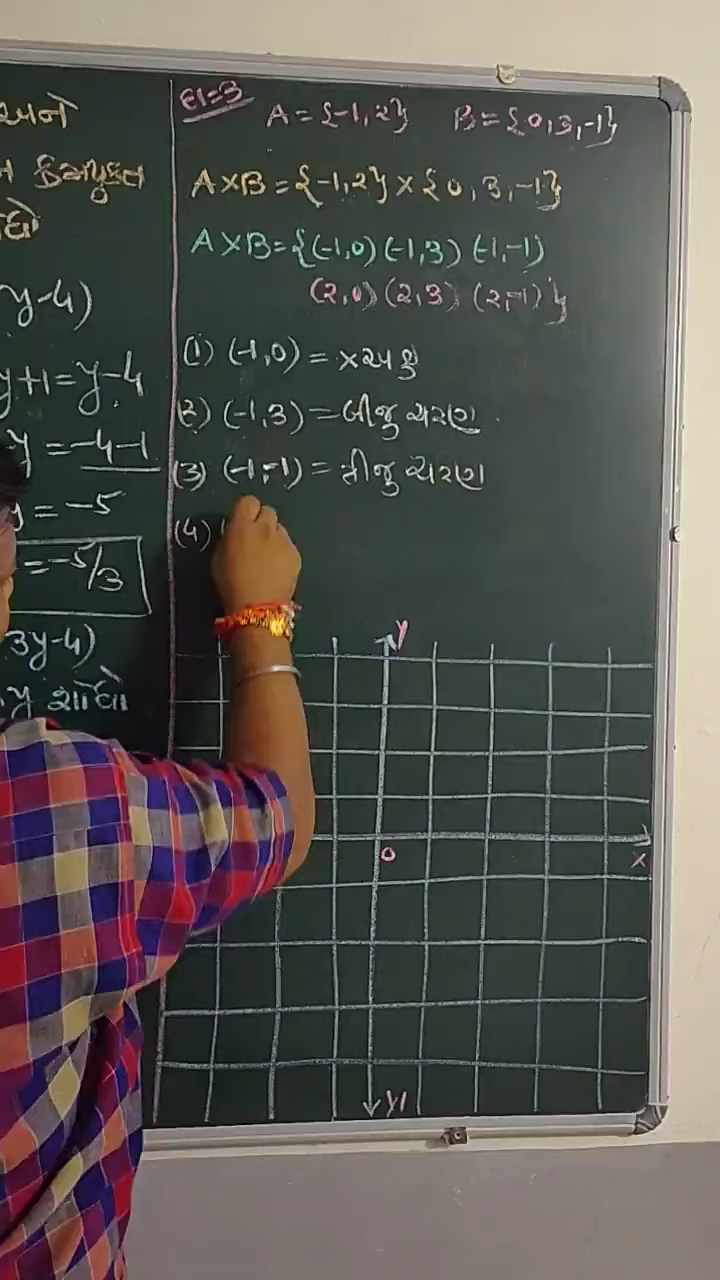 અને
ક્રમયુક્ત
y-4)
y+1=y-4
y = -4-1
y = -5
= -5/3
3y-4)
y શોધો
દા=3 A = {-1,2} B = {0,3,-1}
A×B = {-1,2} × {0,3,-1}
A×B = {(-1,0) (-1,3) (-1,-1)
(2,0) (2,3) (2,-1)}
(1) (-1,0) = x અક્ષ
(2) (-1,3) = બીજુ ચરણ
(3) (-1,-1) = ત્રીજુ ચરણ
(4) (
y
0
x
y1